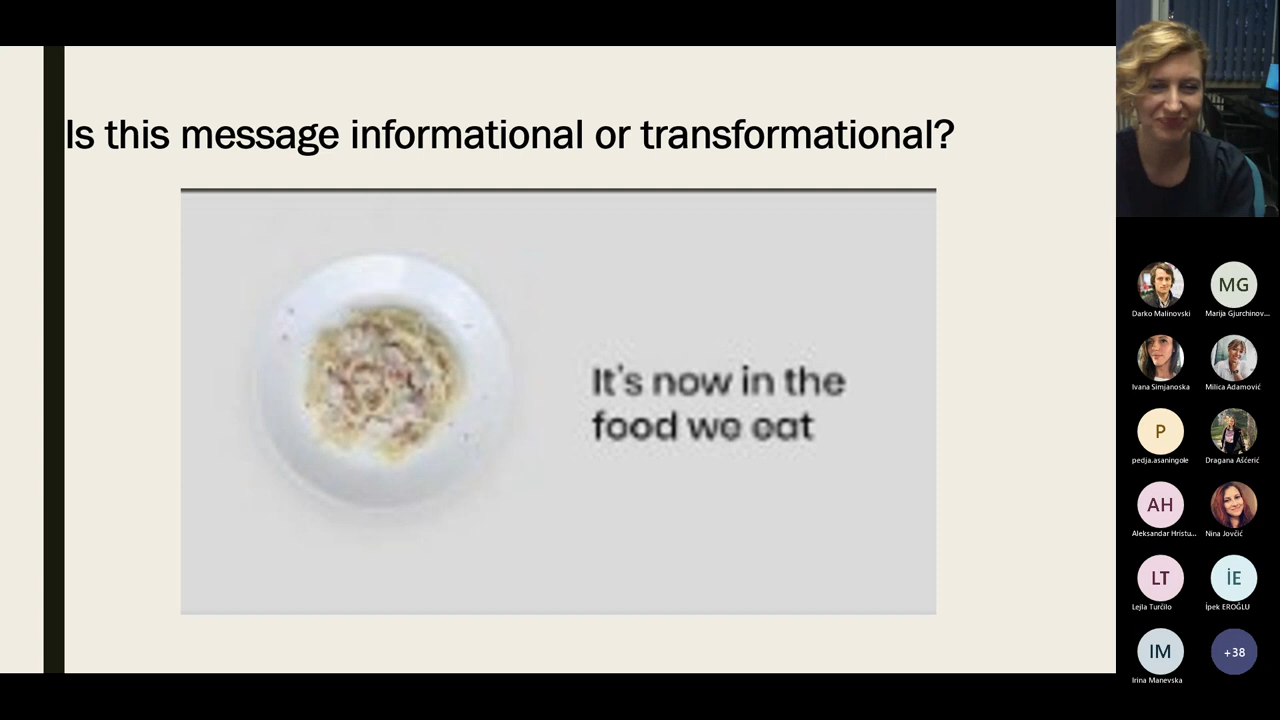 Is this message informational or transformational?
It's now in the
food we eat
Darko Malinovski
MG
Marija Gjurchinov...
Ivana Simjanoska
Milica Adamović
P
pedja.asaningole
Dragana Ašćerić
AH
Aleksandar Hristu...
Nina Jovčić
LT
Lejla Turčilo
İE
İpek EROĞLU
IM
Irina Manevska
+38